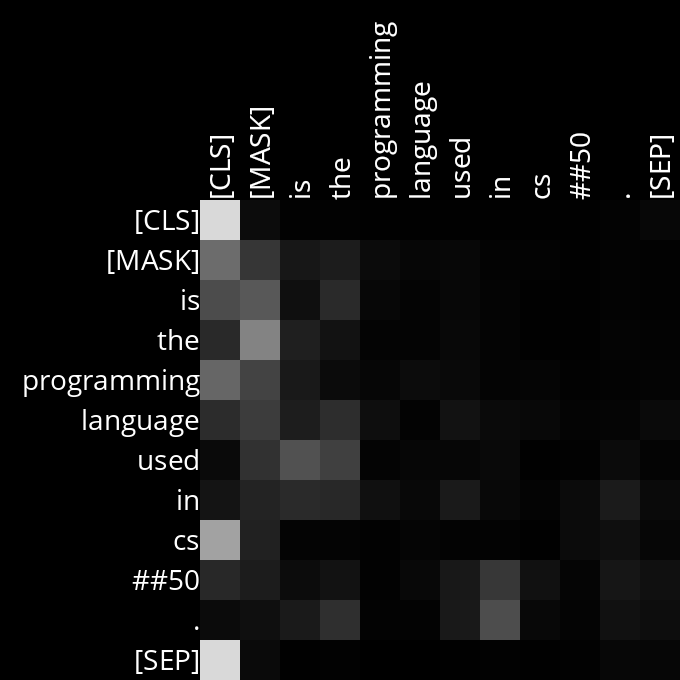 [CLS]
[MASK]
is
the
programming
language
used
in
cs
##50
.
[SEP]
[CLS]
[MASK]
is
the
programming
language
used
in
cs
##50
.
[SEP]